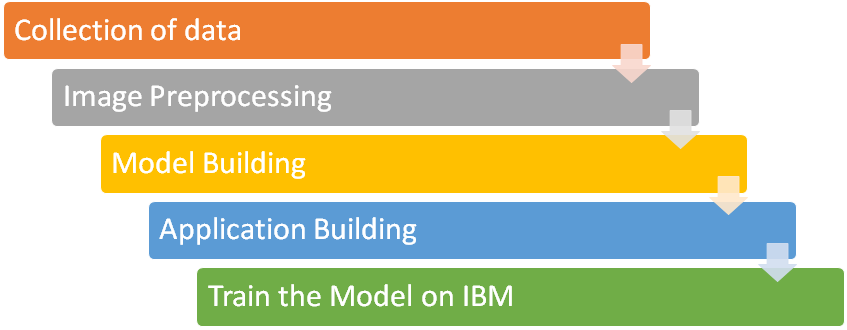 Collection of data
Image Preprocessing
Model Building
Application Building
Train the Model on IBM